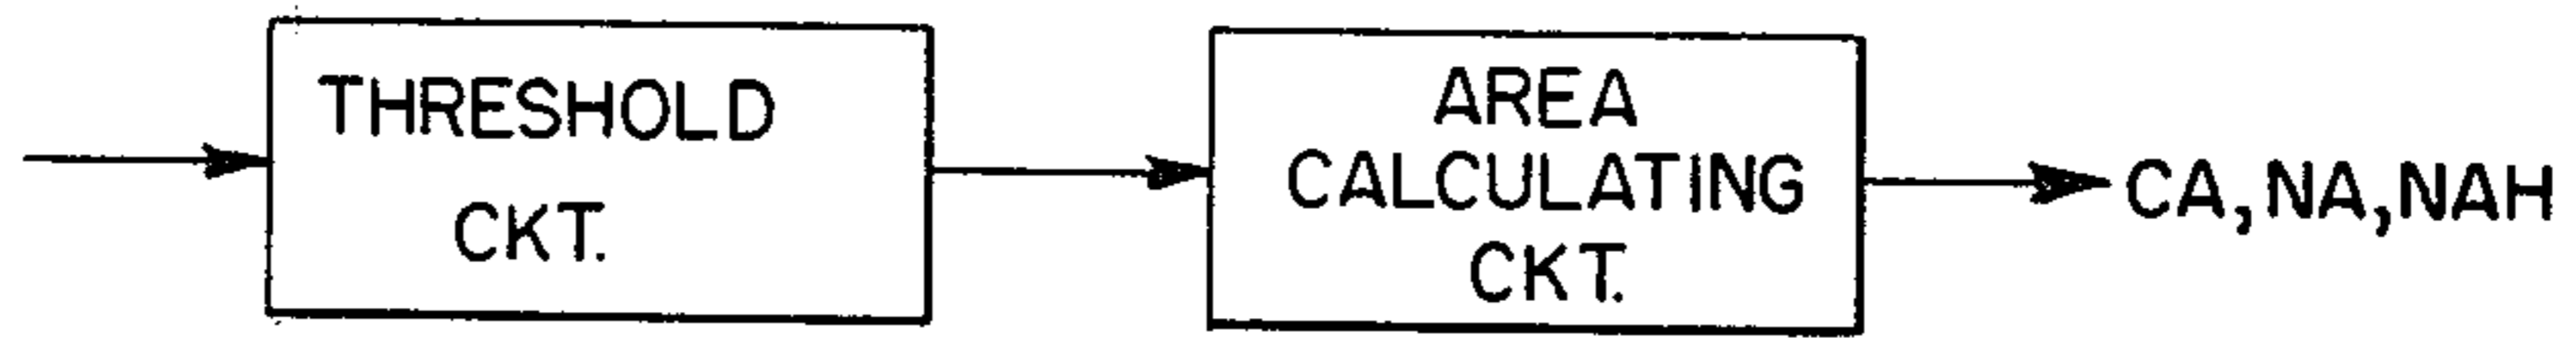 THRESHOLD
CKT.
AREA
CALCULATING
CKT.
CA, NA, NAH